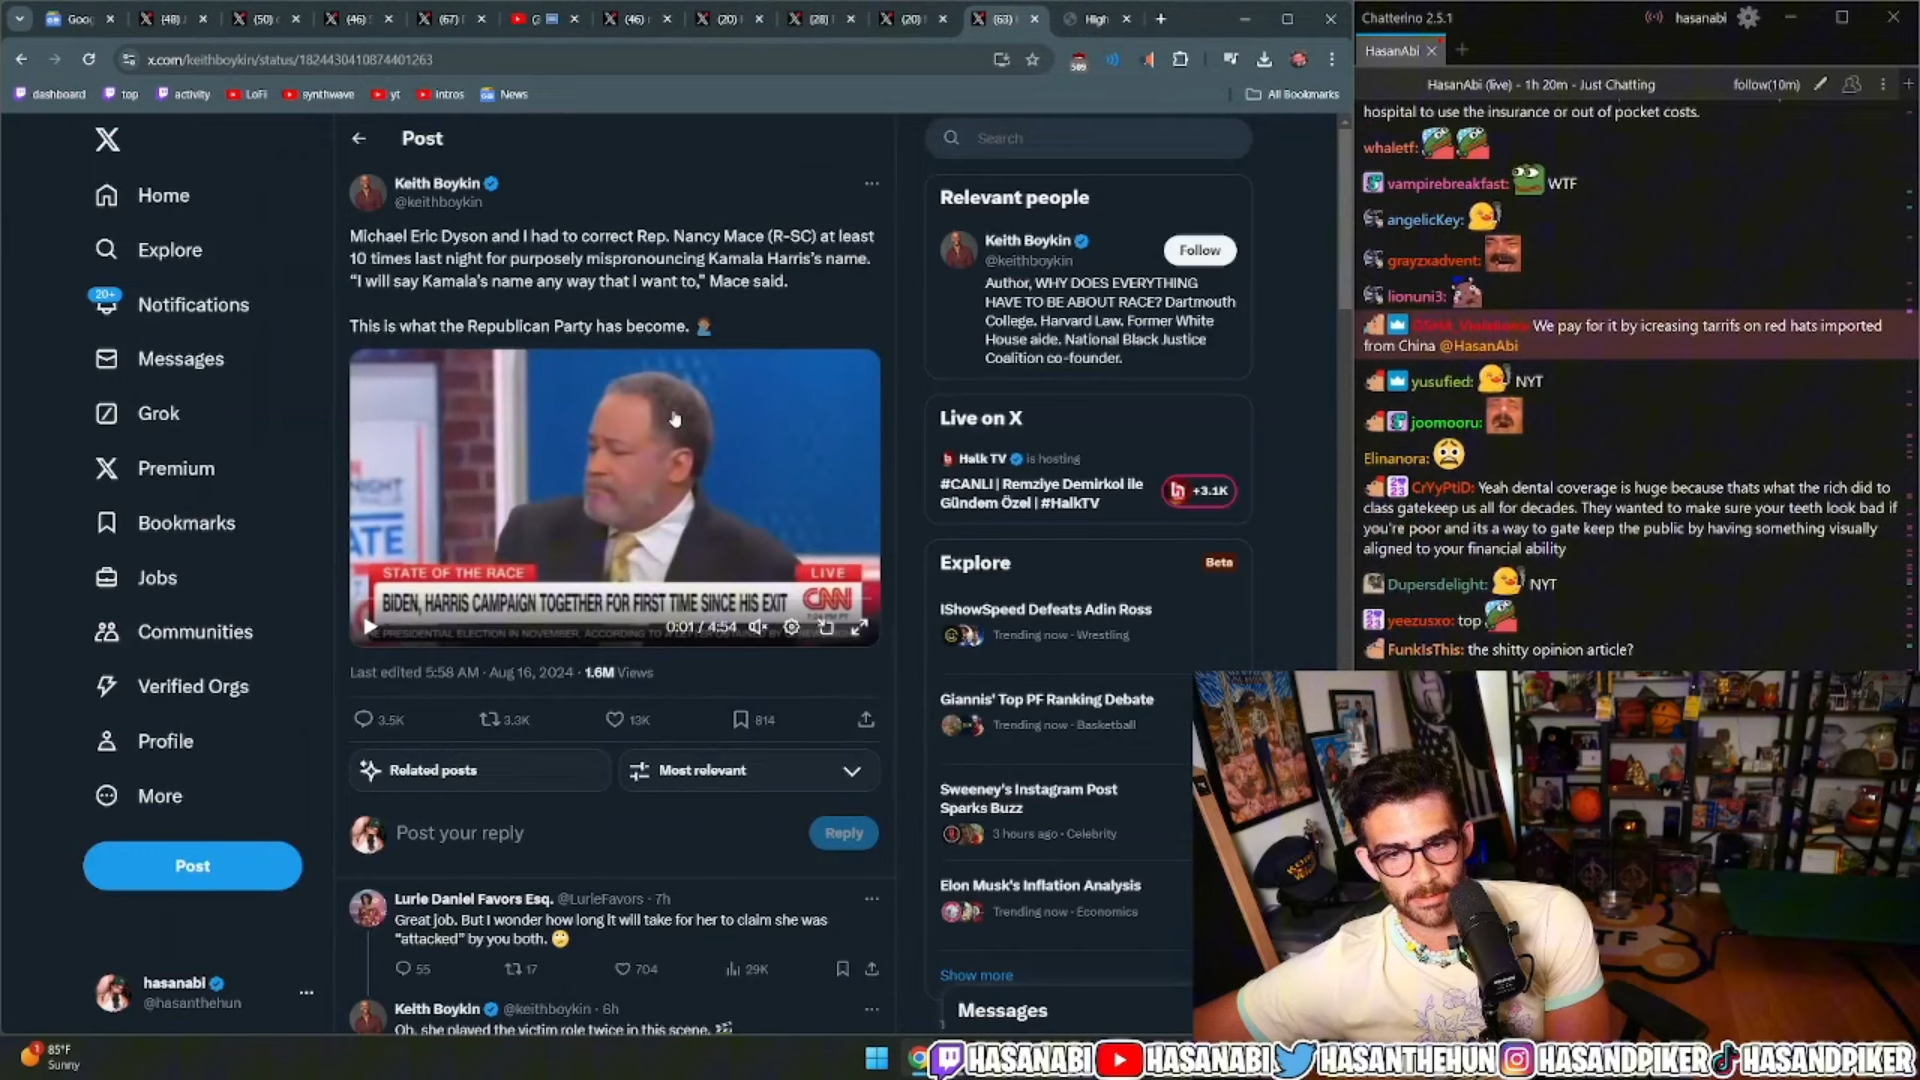 Goog
(48)
(50)
(46)
(67)
(46)
(20)
(28)
(20)
(63)
High
x.com/keithboykin/status/1824430410874401263
509
dashboard
top
activity
LoFi
synthwave
yt
intros
News
All Bookmarks
Home
Explore
20+
Notifications
Messages
Grok
Premium
Bookmarks
Jobs
Communities
Verified Orgs
Profile
More
Post
hasanabi
@hasanthehun
Post
Keith Boykin
@keithboykin
Michael Eric Dyson and I had to correct Rep. Nancy Mace (R-SC) at least
10 times last night for purposely mispronouncing Kamala Harris's name.
“I will say Kamala's name any way that I want to,” Mace said.
This is what the Republican Party has become. 🤦🏾‍♂️
STATE OF THE RACE
LIVE
BIDEN, HARRIS CAMPAIGN TOGETHER FOR FIRST TIME SINCE HIS EXIT
CNN
0:01 / 4:54
Last edited 5:58 AM · Aug 16, 2024 · 1.6M Views
3.5K
3.3K
13K
814
Related posts
Most relevant
Post your reply
Reply
Lurie Daniel Favors Esq. @LurieFavors · 7h
Great job. But I wonder how long it will take for her to claim she was
“attacked” by you both. 🙄
55
17
704
29K
Keith Boykin @keithboykin · 6h
Oh, she played the victim role twice in this scene. 🎬
Search
Relevant people
Keith Boykin
@keithboykin
Follow
Author, WHY DOES EVERYTHING
HAVE TO BE ABOUT RACE? Dartmouth
College. Harvard Law. Former White
House aide. National Black Justice
Coalition co-founder.
Live on X
Halk TV is hosting
#CANLI | Remziye Demirkol ile
Gündem Özel | #HalkTV
+3.1K
Explore
Beta
IShowSpeed Defeats Adin Ross
Trending now · Wrestling
Giannis' Top PF Ranking Debate
Trending now · Basketball
Sweeney's Instagram Post
Sparks Buzz
3 hours ago · Celebrity
Elon Musk's Inflation Analysis
Trending now · Economics
Show more
Messages
Chatterino 2.5.1
hasanabi
HasanAbi
HasanAbi (live) - 1h 20m - Just Chatting
follow(10m)
hospital to use the insurance or out of pocket costs.
whaletf:
vampirebreakfast: WTF
angelicKey:
grayzxadvent:
lionuni3:
We pay for it by icreasing tarrifs on red hats imported
from China @HasanAbi
yusufied: NYT
joomooru:
Elinanora: 😩
CrYyPtiD: Yeah dental coverage is huge because thats what the rich did to
class gatekeep us all for decades. They wanted to make sure your teeth look bad if
you're poor and its a way to gate keep the public by having something visually
aligned to your financial ability
Dupersdelight: NYT
yeezusxo: top
FunkIsThis: the shitty opinion article?
1
85°F
Sunny
HASANABI
HASANABI
HASANTHEHUN
HASANDPIKER
HASANDPIKER